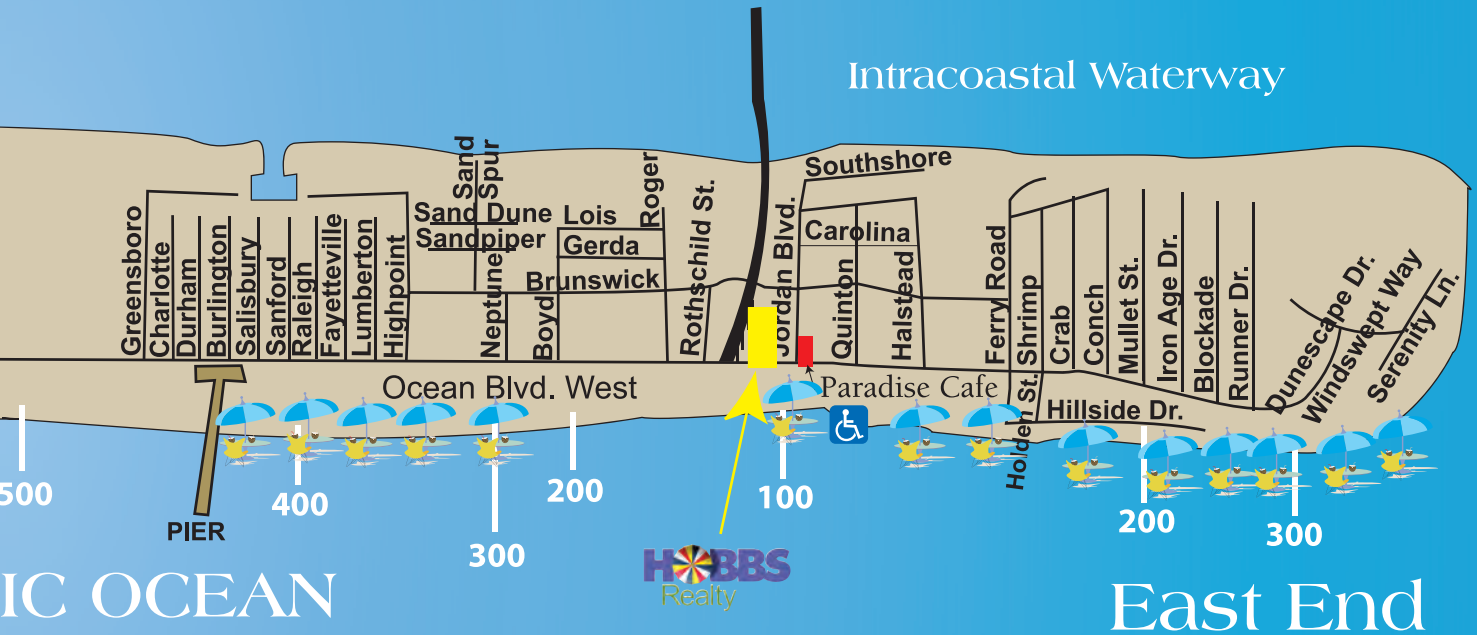 Intracoastal Waterway
Southshore
Sand
Spur
Roger
Greensboro
Charlotte
Durham
Burlington
Salisbury
Sanford
Raleigh
Fayetteville
Lumberton
Highpoint
Sand Dune
Sandpiper
Neptune
Boyd
Lois
Gerda
Brunswick
Rothschild St.
Jordan Blvd.
Carolina
Quinton
Halstead
Ferry Road
Holden St.
Shrimp
Crab
Conch
Mullet St.
Iron Age Dr.
Blockade
Runner Dr.
Dunescape Dr.
Windswept Way
Serenity Ln.
Ocean Blvd. West
Paradise Cafe
Hillside Dr.
500
400
300
200
100
200
300
PIER
HOBBS
Realty
IC OCEAN
East End